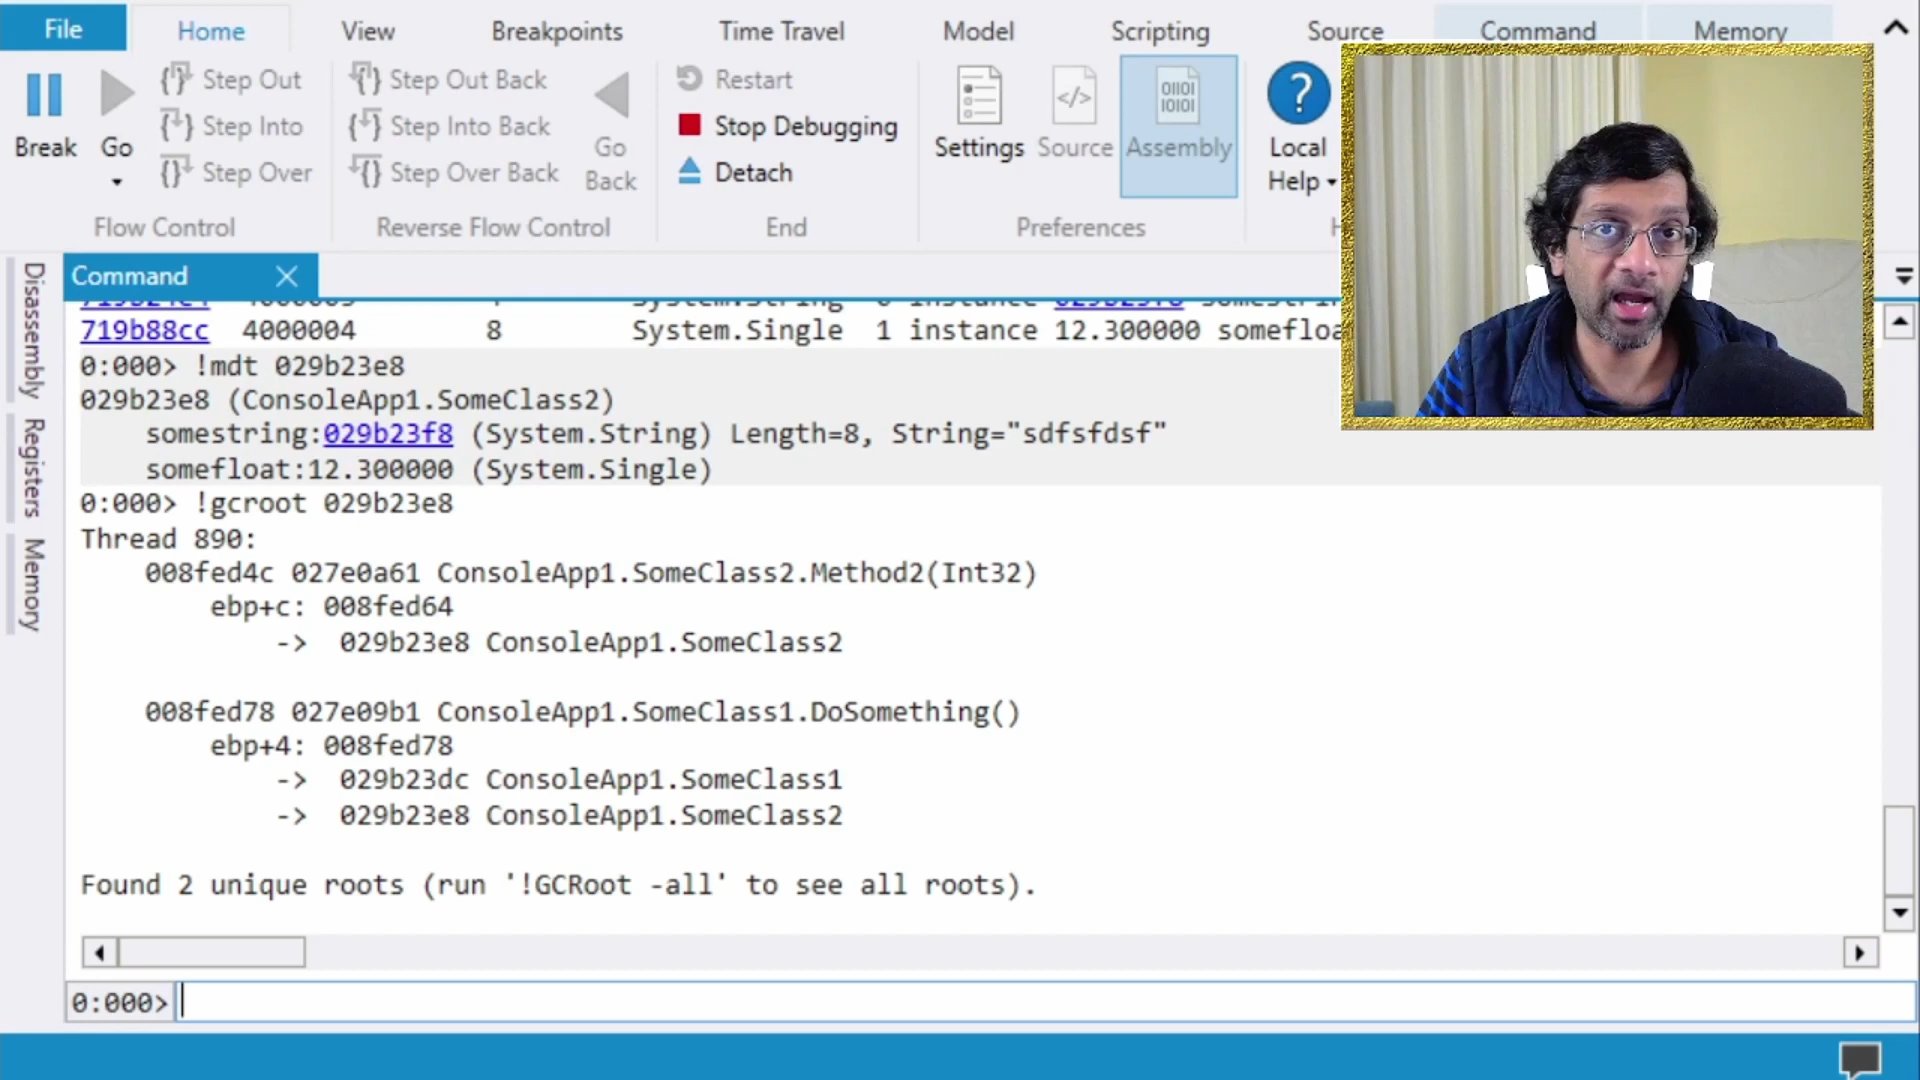 File Home View Breakpoints Time Travel Model Scripting Source Command Memory
Step Out Step Out Back Restart
Step Into Step Into Back Stop Debugging
Break Go Go Settings Source Assembly Local
Step Over Step Over Back Back Detach Help
Flow Control Reverse Flow Control End Preferences
Command
Disassembly
Registers
Memory
719b88cc 4000004 8 System.Single 1 instance 12.300000 somefloa
0:000> !mdt 029b23e8
029b23e8 (ConsoleApp1.SomeClass2)
somestring:029b23f8 (System.String) Length=8, String="sdfsfdsf"
somefloat:12.300000 (System.Single)
0:000> !gcroot 029b23e8
Thread 890:
008fed4c 027e0a61 ConsoleApp1.SomeClass2.Method2(Int32)
ebp+c: 008fed64
-> 029b23e8 ConsoleApp1.SomeClass2
008fed78 027e09b1 ConsoleApp1.SomeClass1.DoSomething()
ebp+4: 008fed78
-> 029b23dc ConsoleApp1.SomeClass1
-> 029b23e8 ConsoleApp1.SomeClass2
Found 2 unique roots (run '!GCRoot -all' to see all roots).
0:000>